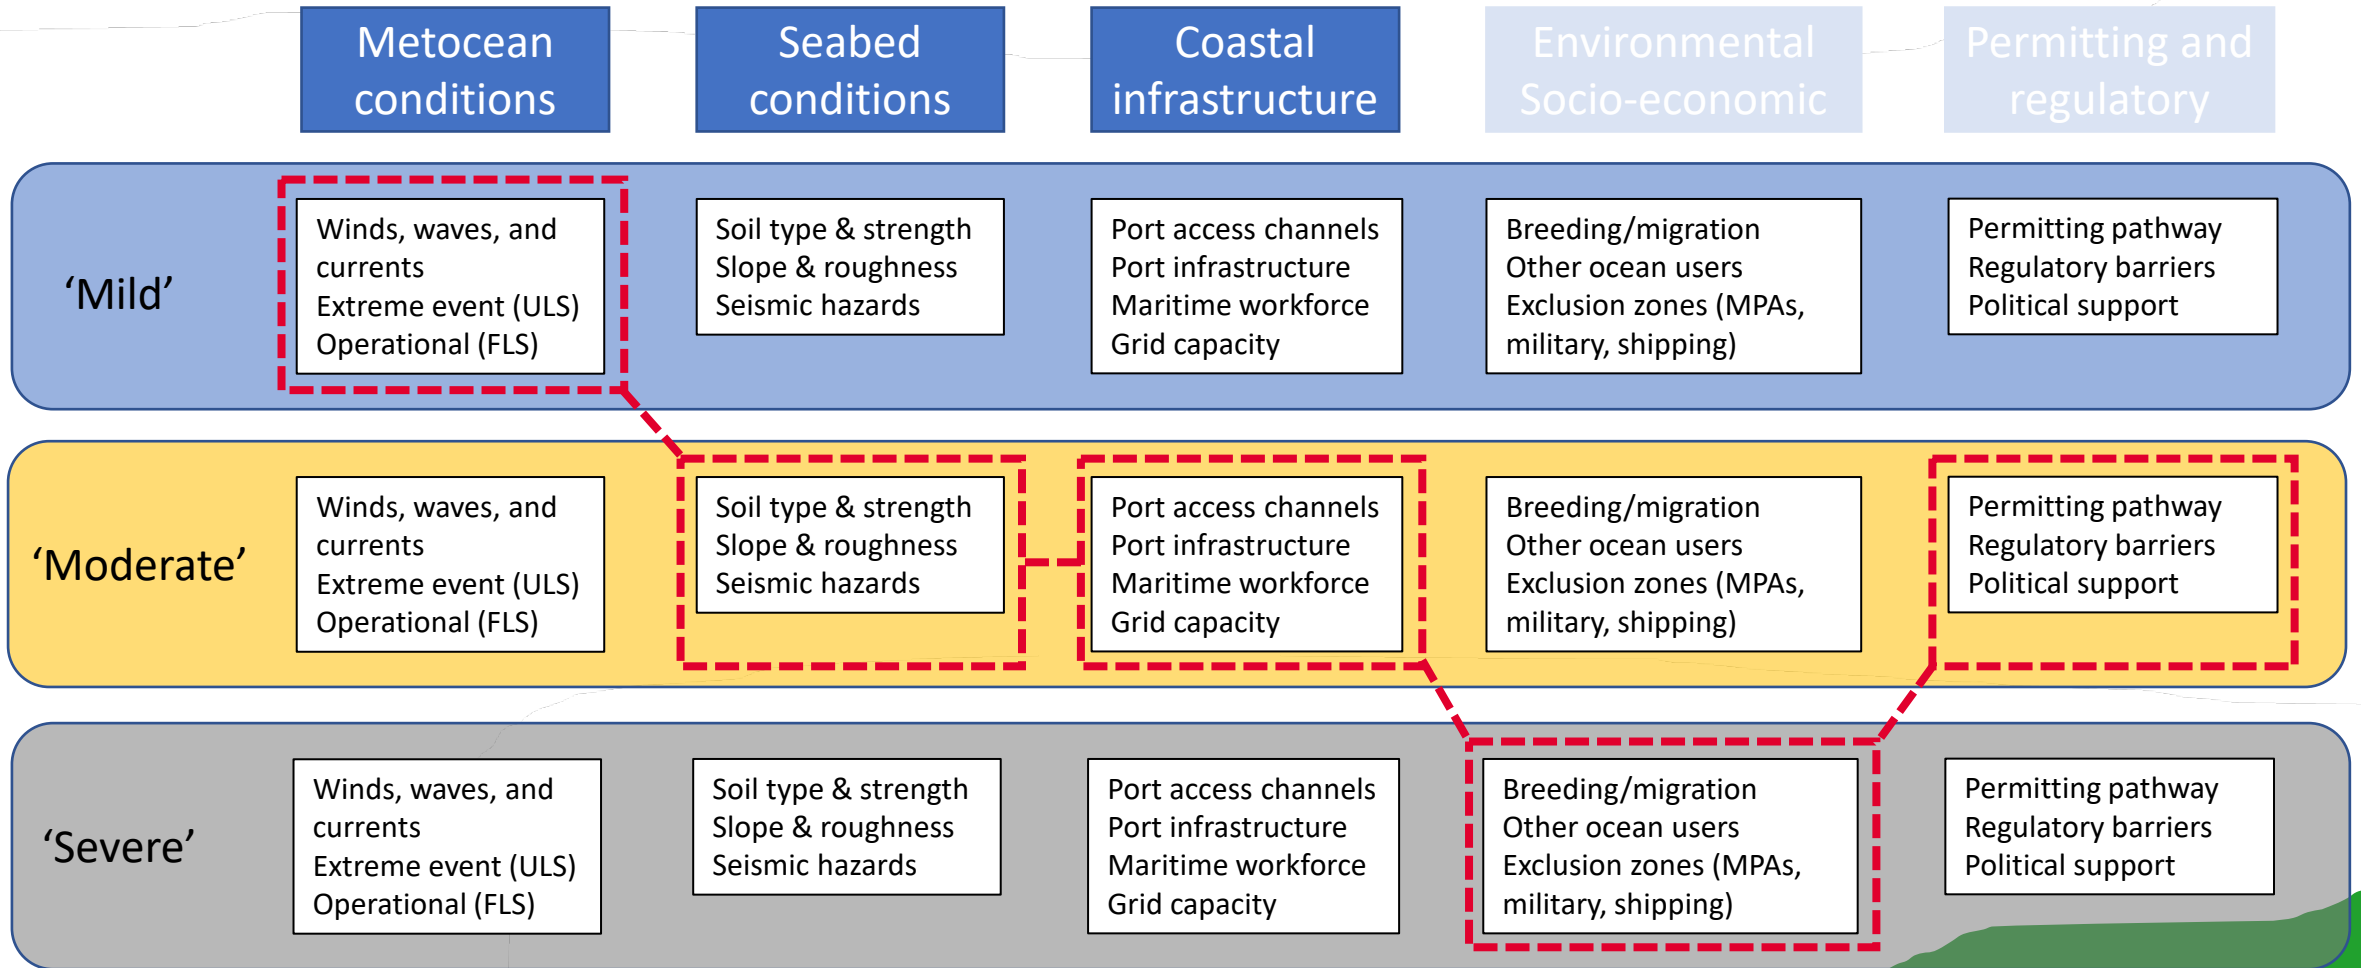 Metocean
conditions
Seabed
conditions
Coastal
infrastructure
Environmental
Socio-economic
Permitting and
regulatory
‘Mild’
Winds, waves, and
currents
Extreme event (ULS)
Operational (FLS)
Soil type & strength
Slope & roughness
Seismic hazards
Port access channels
Port infrastructure
Maritime workforce
Grid capacity
Breeding/migration
Other ocean users
Exclusion zones (MPAs,
military, shipping)
Permitting pathway
Regulatory barriers
Political support
‘Moderate’
Winds, waves, and
currents
Extreme event (ULS)
Operational (FLS)
Soil type & strength
Slope & roughness
Seismic hazards
Port access channels
Port infrastructure
Maritime workforce
Grid capacity
Breeding/migration
Other ocean users
Exclusion zones (MPAs,
military, shipping)
Permitting pathway
Regulatory barriers
Political support
‘Severe’
Winds, waves, and
currents
Extreme event (ULS)
Operational (FLS)
Soil type & strength
Slope & roughness
Seismic hazards
Port access channels
Port infrastructure
Maritime workforce
Grid capacity
Breeding/migration
Other ocean users
Exclusion zones (MPAs,
military, shipping)
Permitting pathway
Regulatory barriers
Political support